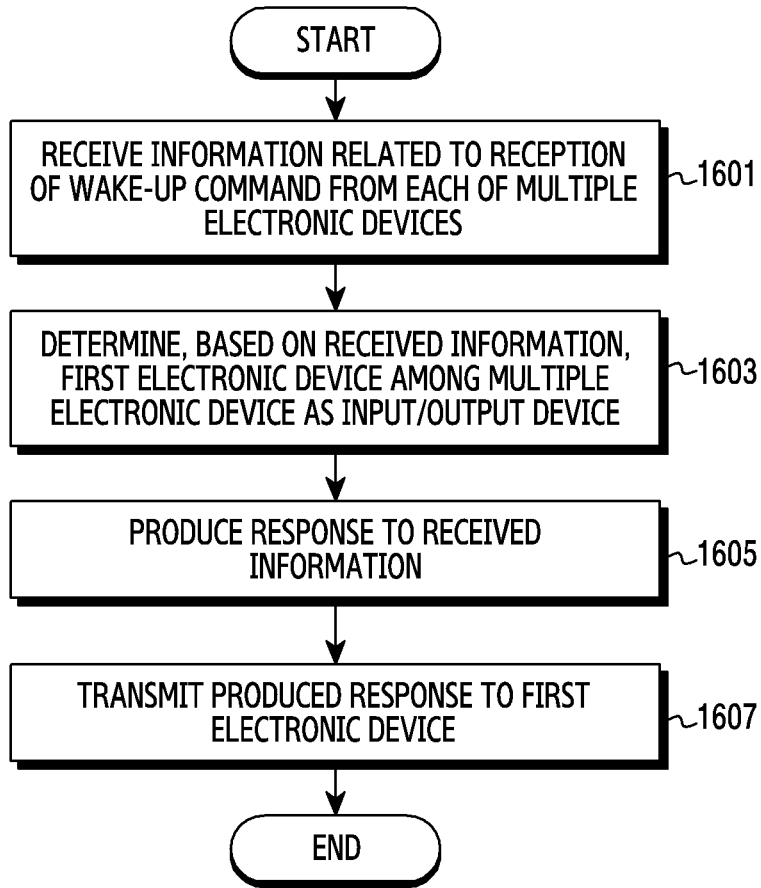 START
RECEIVE INFORMATION RELATED TO RECEPTION
OF WAKE-UP COMMAND FROM EACH OF MULTIPLE
ELECTRONIC DEVICES
1601
DETERMINE, BASED ON RECEIVED INFORMATION,
FIRST ELECTRONIC DEVICE AMONG MULTIPLE
ELECTRONIC DEVICE AS INPUT/OUTPUT DEVICE
1603
PRODUCE RESPONSE TO RECEIVED
INFORMATION
1605
TRANSMIT PRODUCED RESPONSE TO FIRST
ELECTRONIC DEVICE
1607
END